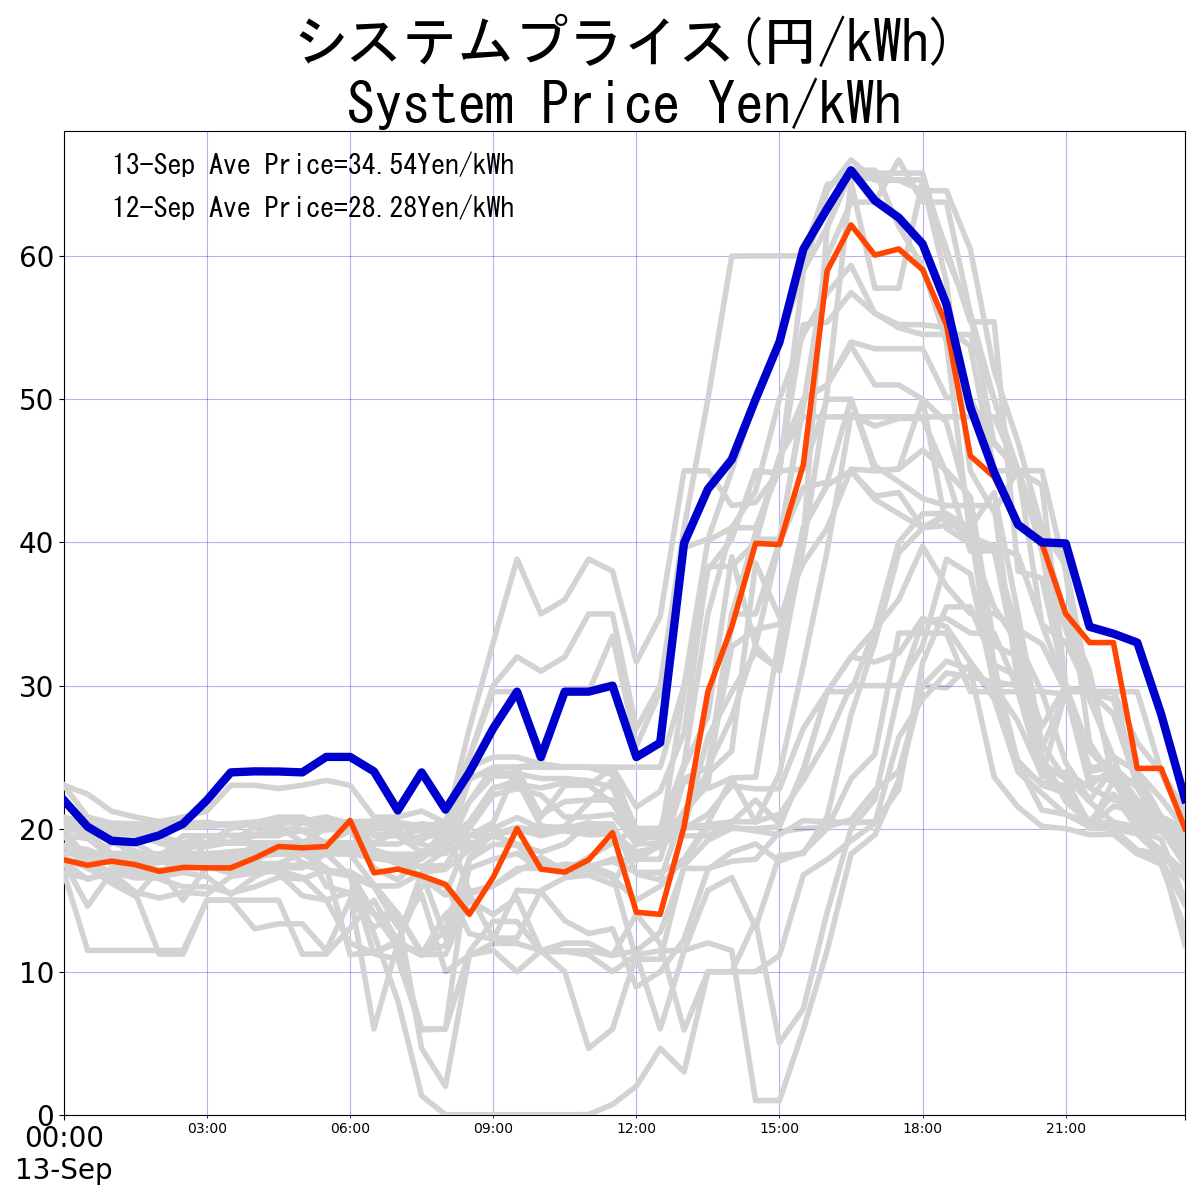 システムプライス(円/kWh)
System Price Yen/kWh
13-Sep Ave Price=34.54Yen/kWh
12-Sep Ave Price=28.28Yen/kWh
60
50
40
30
20
10
0
00:00 03:00 06:00 09:00 12:00 15:00 18:00 21:00
13-Sep